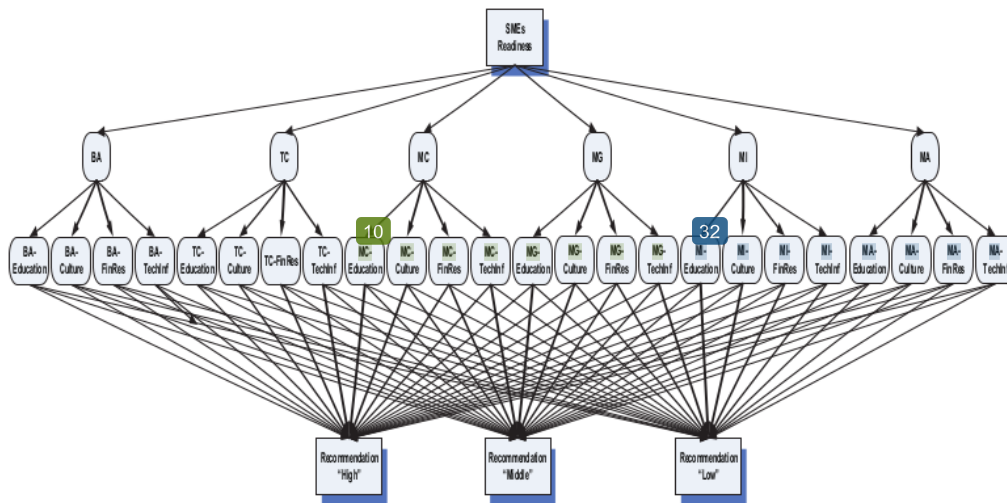 SMEs
Readiness
BA
TC
MC
MG
MI
MA
10
32
BA-
Education
BA-
Culture
BA-
FinRes
BA-
TechInf
TC-
Education
TC-
Culture
TC-FinRes
TC-
TechInf
MC-
Education
MC-
Culture
MC-
FinRes
MC-
TechInf
MG-
Education
MG-
Culture
MG-
FinRes
MG-
TechInf
MI-
Education
MI-
Culture
MI-
FinRes
MI-
TechInf
MA-
Education
MA-
Culture
MA-
FinRes
MA-
TechInf
Recommendation
"High"
Recommendation
"Middle"
Recommendation
"Low"